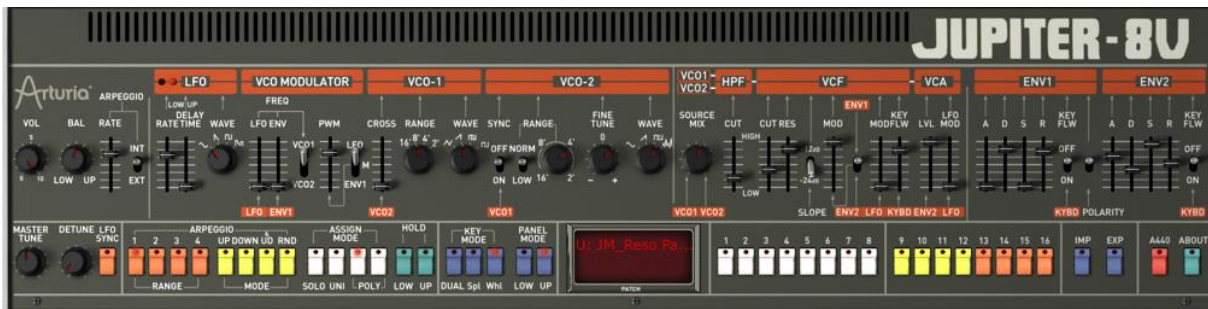 JUPITER-8V
Arturia
LFO VCO MODULATOR VCO-1 VCO-2 VCO1 VCO2 HPF VCF VCA ENV1 ENV2
VOL BAL ARPEGGIO RATE INT EXT
0 5 10
LOW UP
LOW UP
RATE DELAY TIME WAVE
FREQ
LFO ENV VCO1 VCO2
PWM LFO M ENV1
LFO ENV1
CROSS RANGE WAVE
16' 8' 4' 2'
VCO2
SYNC RANGE FINE TUNE WAVE
OFF ON NORM LOW
16' 8' 4' 2'
- 0 +
VCO1
SOURCE MIX CUT
VCO1 VCO2
HIGH LOW
CUT RES MOD ENV1 KEY MOD FLW
-12dB
-24dB
SLOPE ENV2 LFO KYBD
LVL LFO MOD
ENV2 LFO
A D S R KEY FLW
OFF ON
KYBD POLARITY
A D S R KEY FLW
OFF ON
KYBD
MASTER TUNE DETUNE LFO SYNC
ARPEGGIO
1 2 3 4 UP DOWN UD RND
RANGE MODE
ASSIGN MODE HOLD
SOLO UNI POLY LOW UP
KEY MODE PANEL MODE
DUAL Spl Whl LOW UP
U: JM_Reso Pa...
PATCH
1 2 3 4 5 6 7 8
9 10 11 12 13 14 15 16
IMP EXP
A440 ABOUT